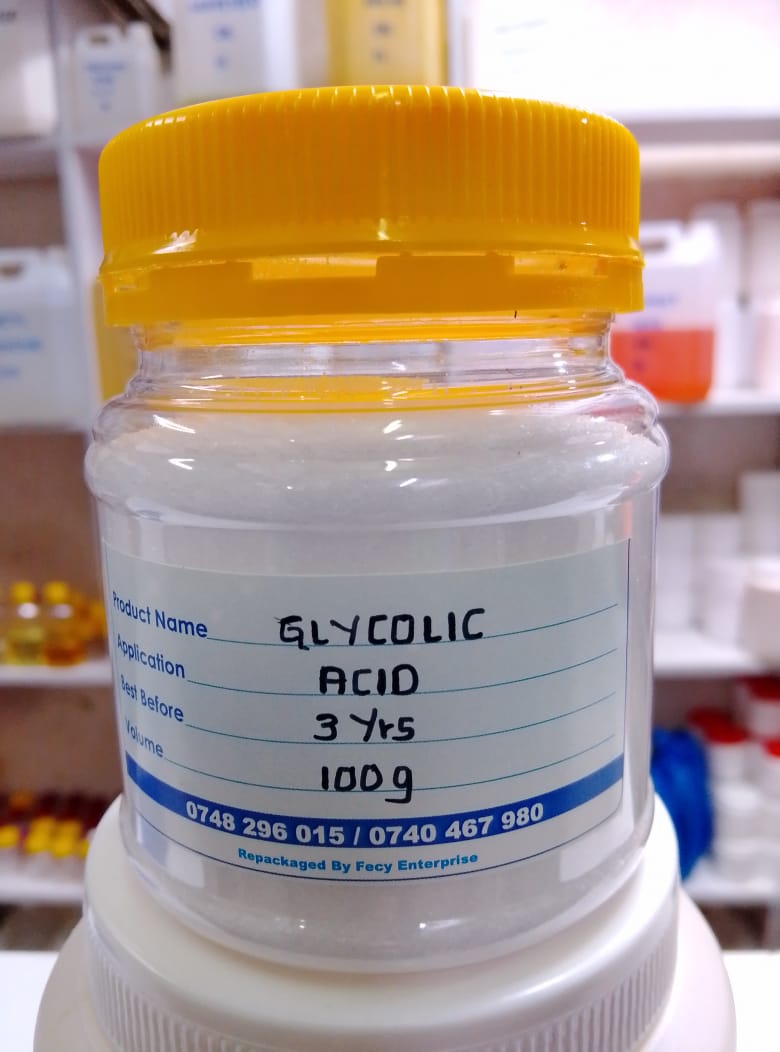 Product Name GLYCOLIC
Application ACID
Best Before 3 Yrs
Volume 100g
0748 296 015 / 0740 467 980
Repackaged By Fecy Enterprise